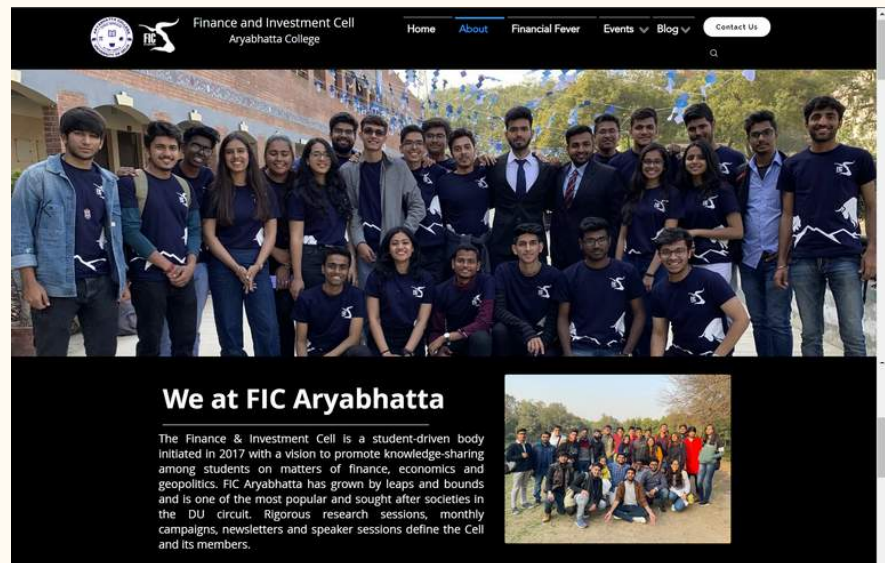 Finance and Investment Cell
Aryabhatta College
FIC
Home
About
Financial Fever
Events
Blog
Contact Us
We at FIC Aryabhatta
The Finance & Investment Cell is a student-driven body
initiated in 2017 with a vision to promote knowledge-sharing
among students on matters of finance, economics and
geopolitics. FIC Aryabhatta has grown by leaps and bounds
and is one of the most popular and sought after societies in
the DU circuit. Rigorous research sessions, monthly
campaigns, newsletters and speaker sessions define the Cell
and its members.